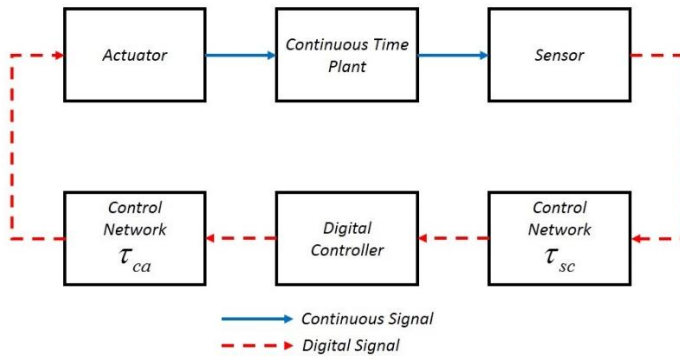 Actuator
Continuous Time
Plant
Sensor
Control
Network
τca
Digital
Controller
Control
Network
τsc
Continuous Signal
Digital Signal